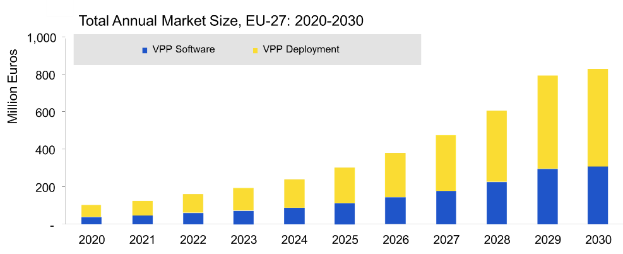 Total Annual Market Size, EU-27: 2020-2030
VPP Software VPP Deployment
Million Euros
1,000
800
600
400
200
-
2020 2021 2022 2023 2024 2025 2026 2027 2028 2029 2030